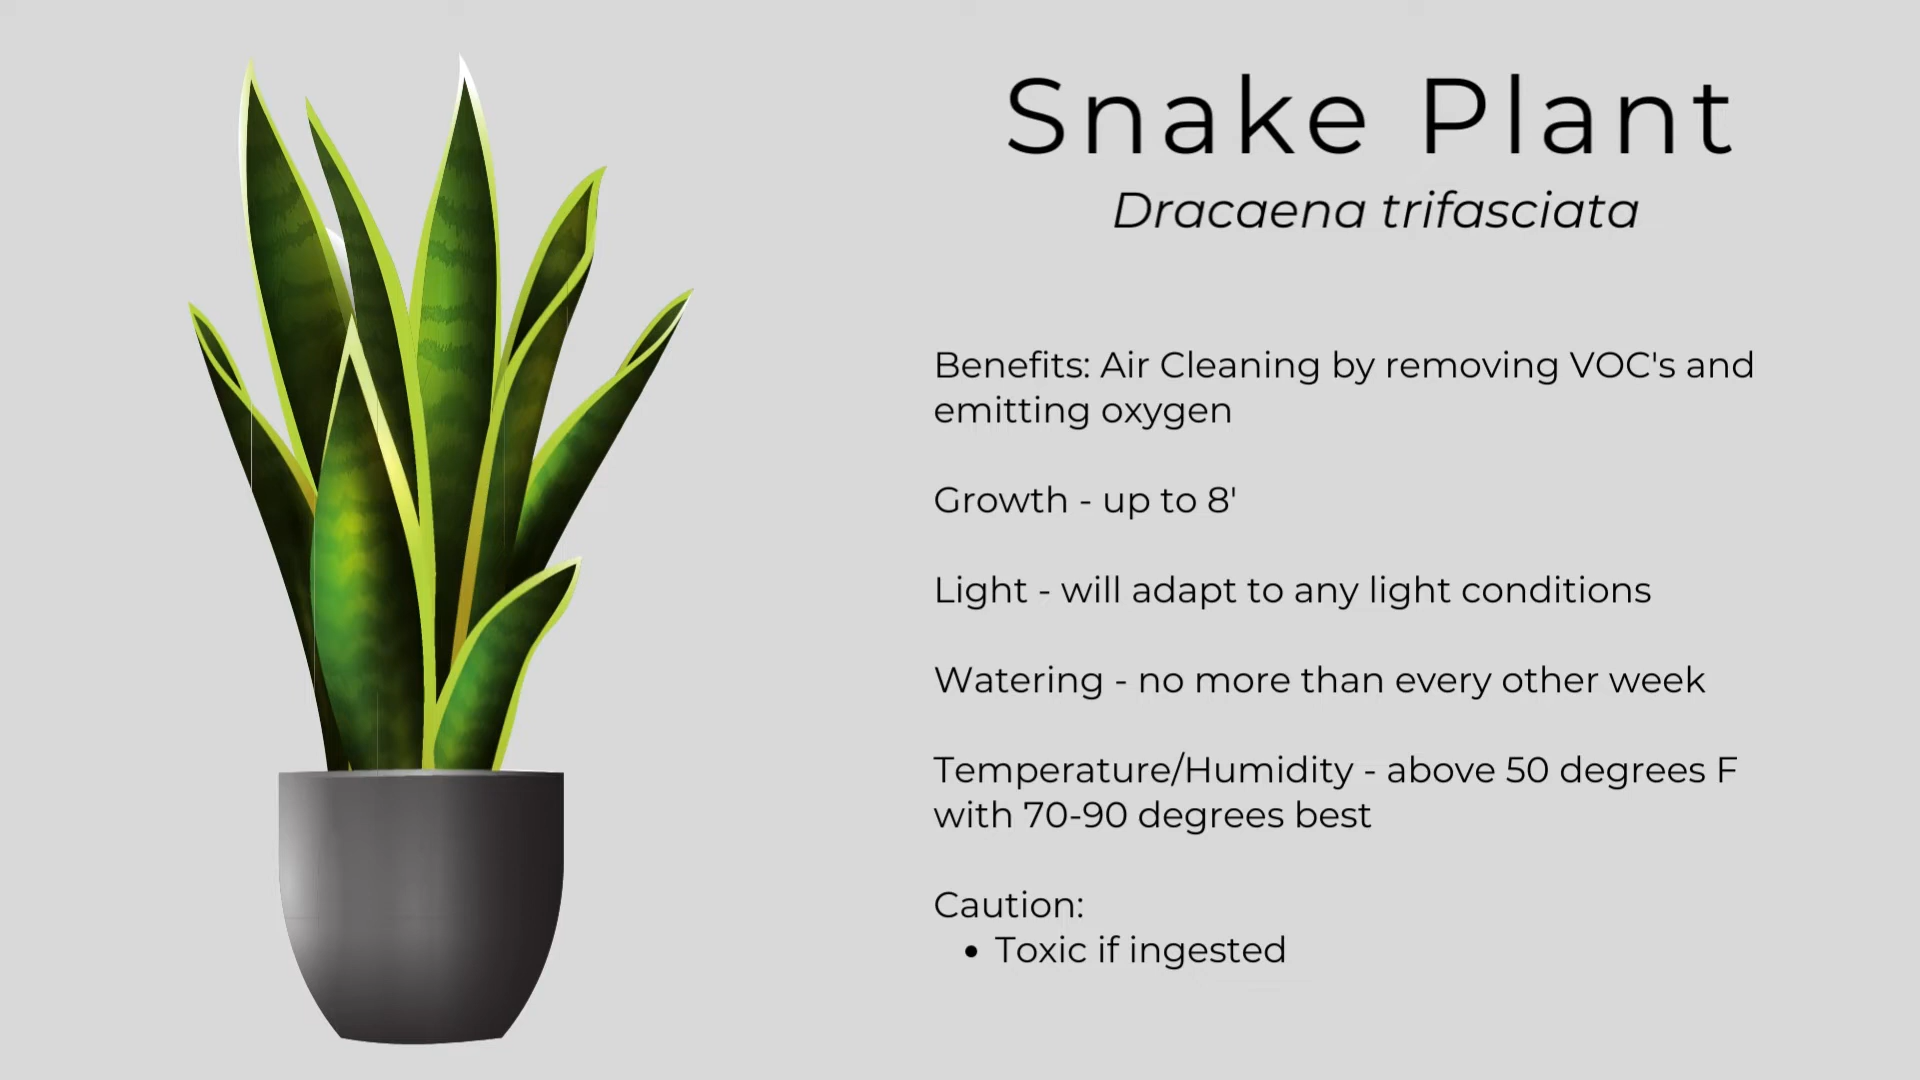 Snake Plant
Dracaena trifasciata
Benefits: Air Cleaning by removing VOC's and
emitting oxygen
Growth - up to 8'
Light - will adapt to any light conditions
Watering - no more than every other week
Temperature/Humidity - above 50 degrees F
with 70-90 degrees best
Caution:
• Toxic if ingested